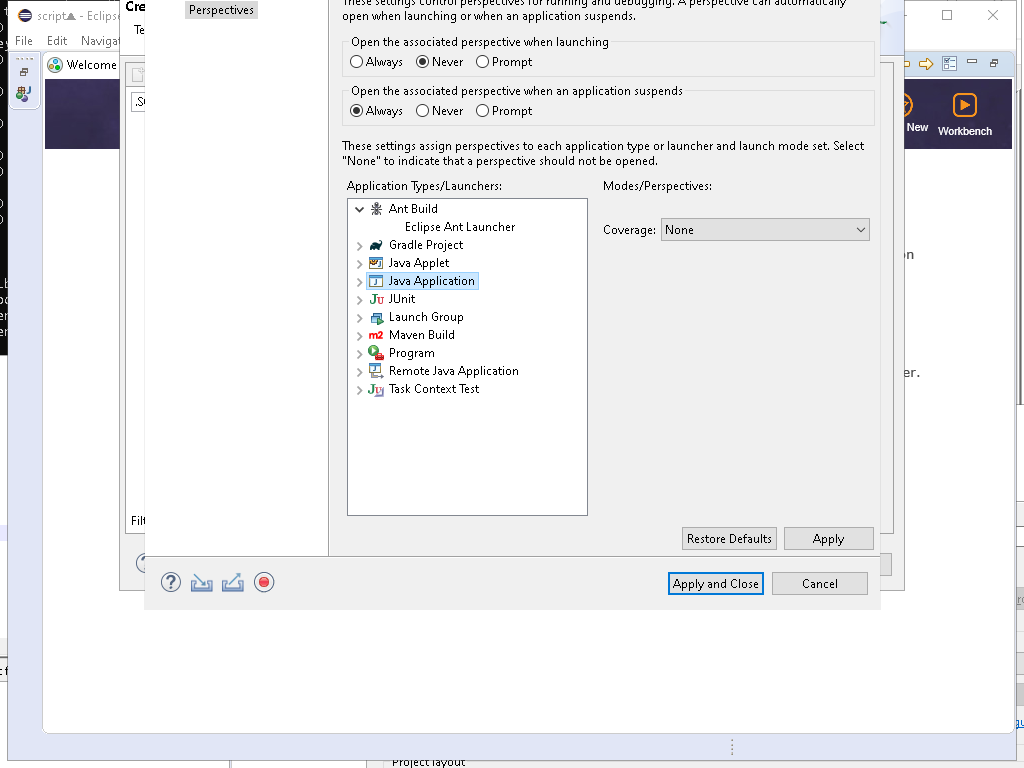 script
- Eclips
Cre
Perspectives
These settings control perspectives for running and debugging. A perspective can automatically
open when launching or when an application suspends.
File Edit Navigat
Te
Open the associated perspective when launching
Always Never Prompt
Welcome
Open the associated perspective when an application suspends
Always Never Prompt
New
Workbench
These settings assign perspectives to each application type or launcher and launch mode set. Select
"None" to indicate that a perspective should not be opened.
Application Types/Launchers:
Modes/Perspectives:
Ant Build
Eclipse Ant Launcher
Coverage: None
Gradle Project
on
Java Applet
Java Application
JUnit
Launch Group
Maven Build
Program
Remote Java Application
er.
Task Context Test
Filt
Restore Defaults Apply
Apply and Close Cancel
Project layout